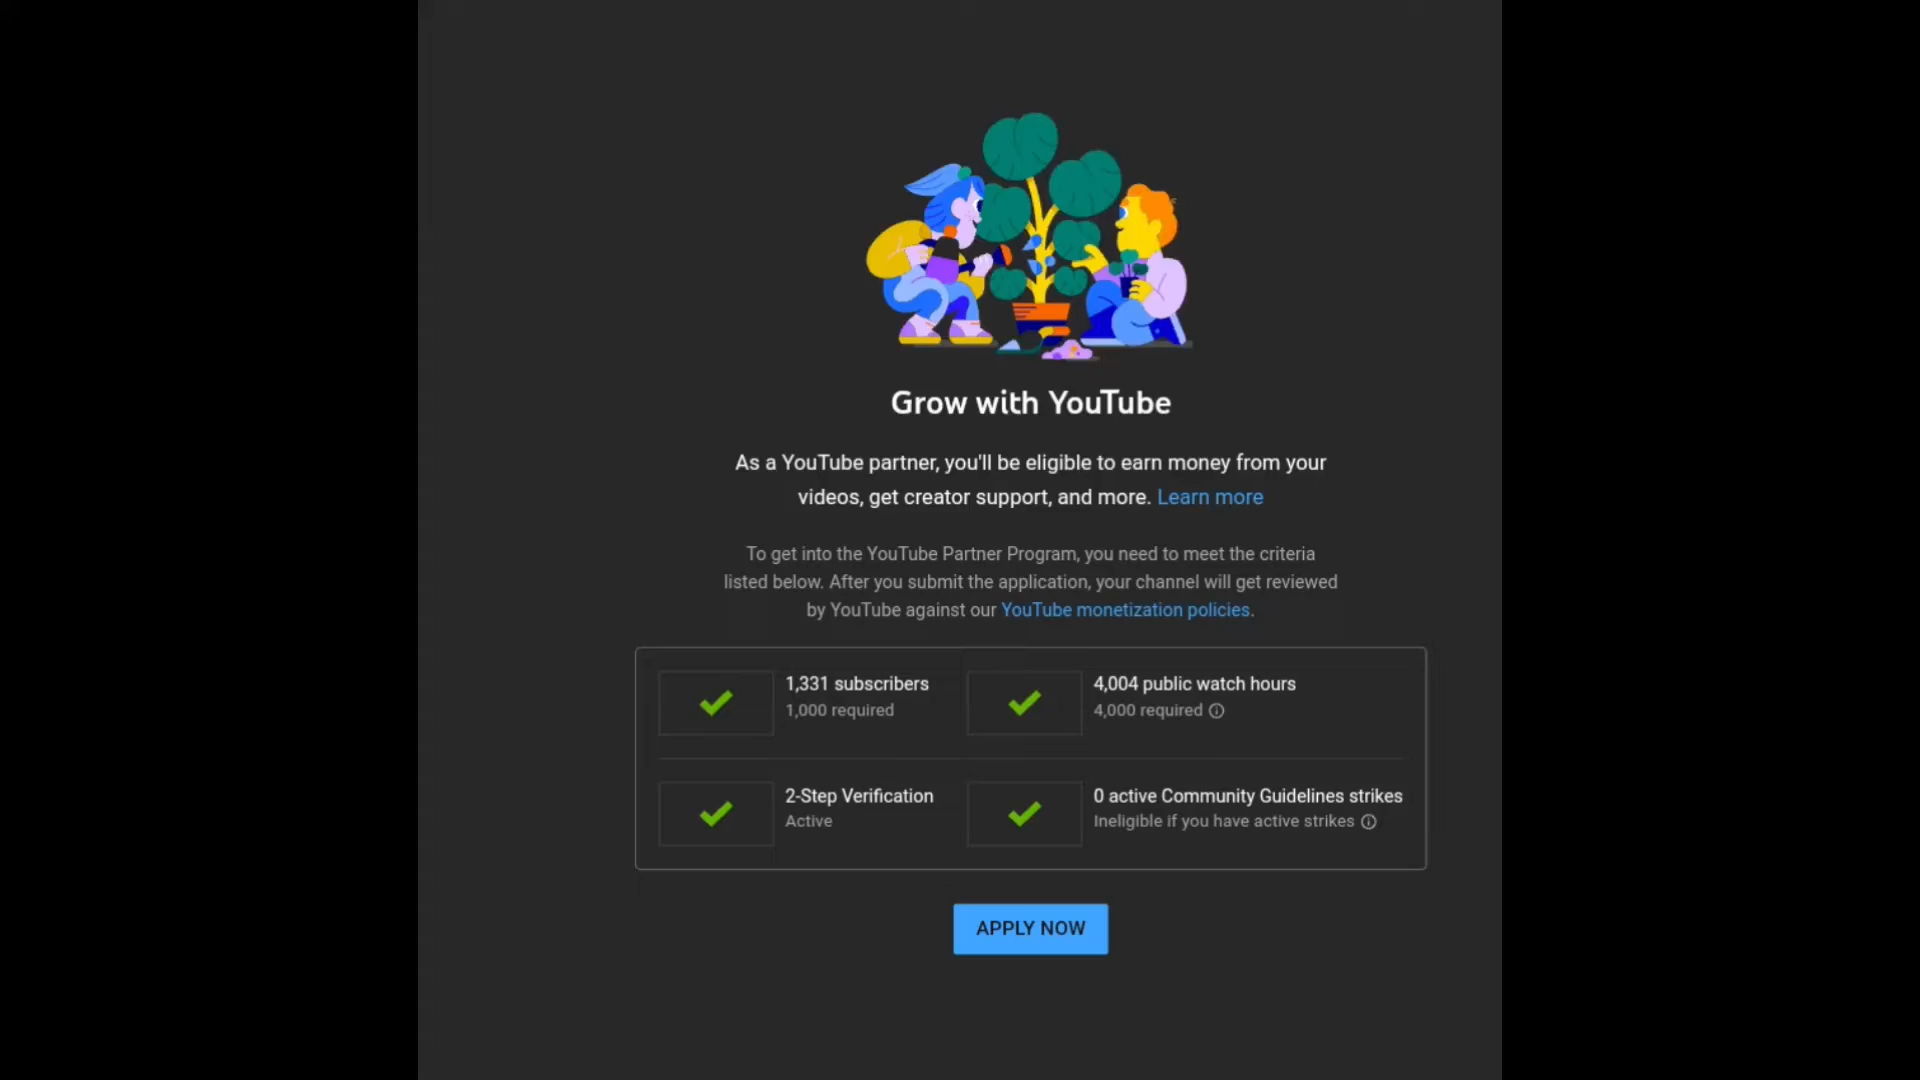 Grow with YouTube
As a YouTube partner, you'll be eligible to earn money from your
videos, get creator support, and more. Learn more
To get into the YouTube Partner Program, you need to meet the criteria
listed below. After you submit the application, your channel will get reviewed
by YouTube against our YouTube monetization policies.
1,331 subscribers
1,000 required
4,004 public watch hours
4,000 required
2-Step Verification
Active
0 active Community Guidelines strikes
Ineligible if you have active strikes
APPLY NOW